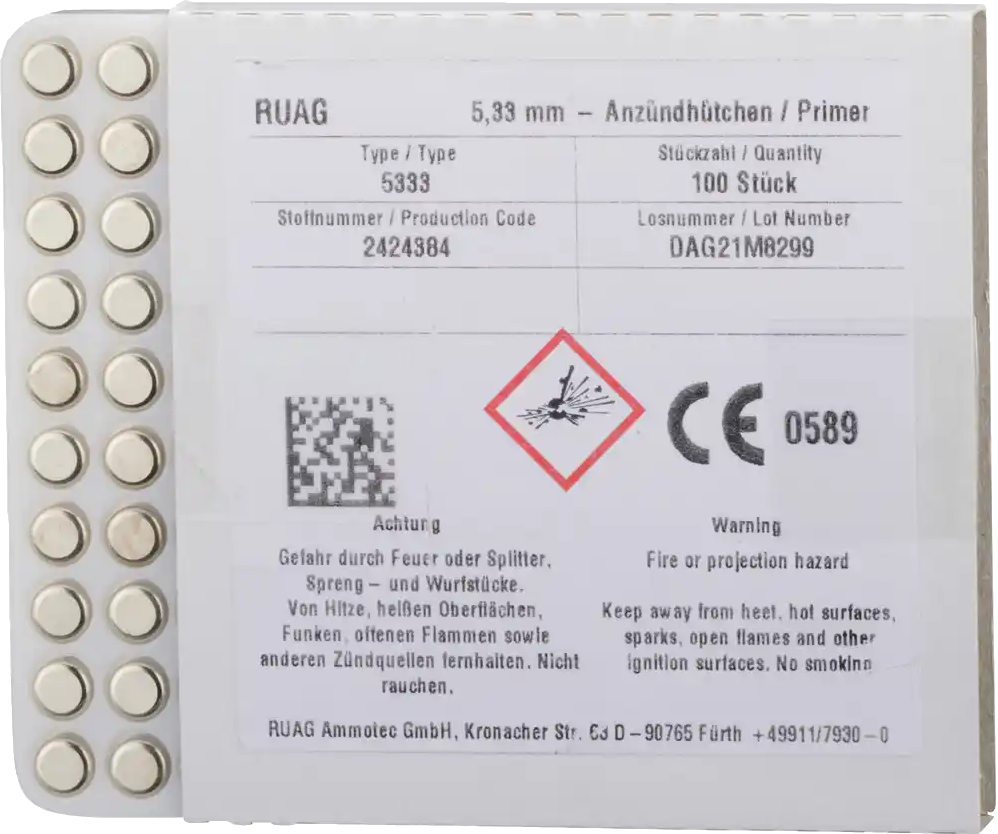 RUAG 5,33 mm – Anzündhütchen / Primer
Type / Type
5333
Stückzahl / Quantity
100 Stück
Stoffnummer / Production Code
2424384
Losnummer / Lot Number
DAG21M8299
CE 0589
Achtung
Gefahr durch Feuer oder Splitter,
Spreng – und Wurfstücke.
Von Hitze, heißen Oberflächen,
Funken, offenen Flammen sowie
anderen Zündquellen fernhalten. Nicht
rauchen.
Warning
Fire or projection hazard
Keep away from heet, hot surfaces,
sparks, open flames and other
ignition surfaces. No smoking
RUAG Ammotec GmbH, Kronacher Str. D – 90765 Fürth +49911/7930 – 0